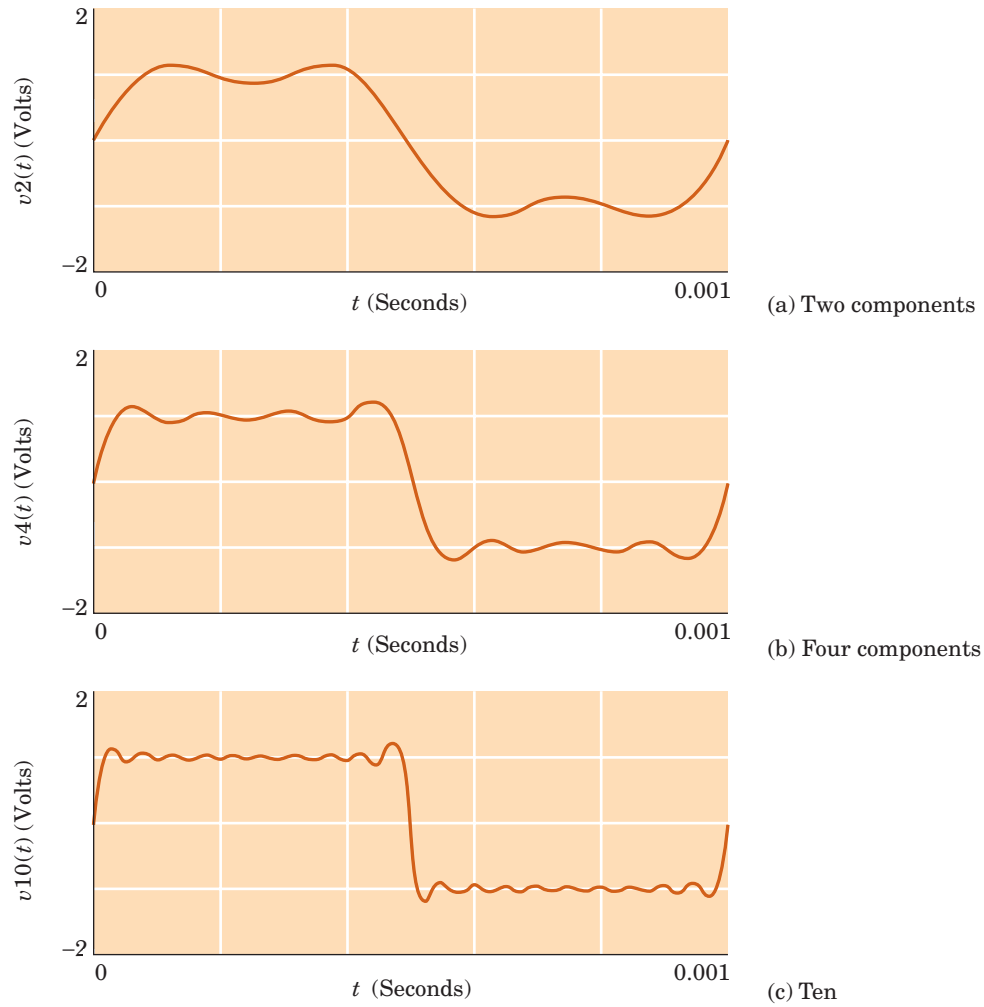 2
v2(t) (Volts)
–2
0
0.001
t (Seconds)
(a) Two components
2
v4(t) (Volts)
–2
0
0.001
t (Seconds)
(b) Four components
2
v10(t) (Volts)
–2
0
0.001
t (Seconds)
(c) Ten